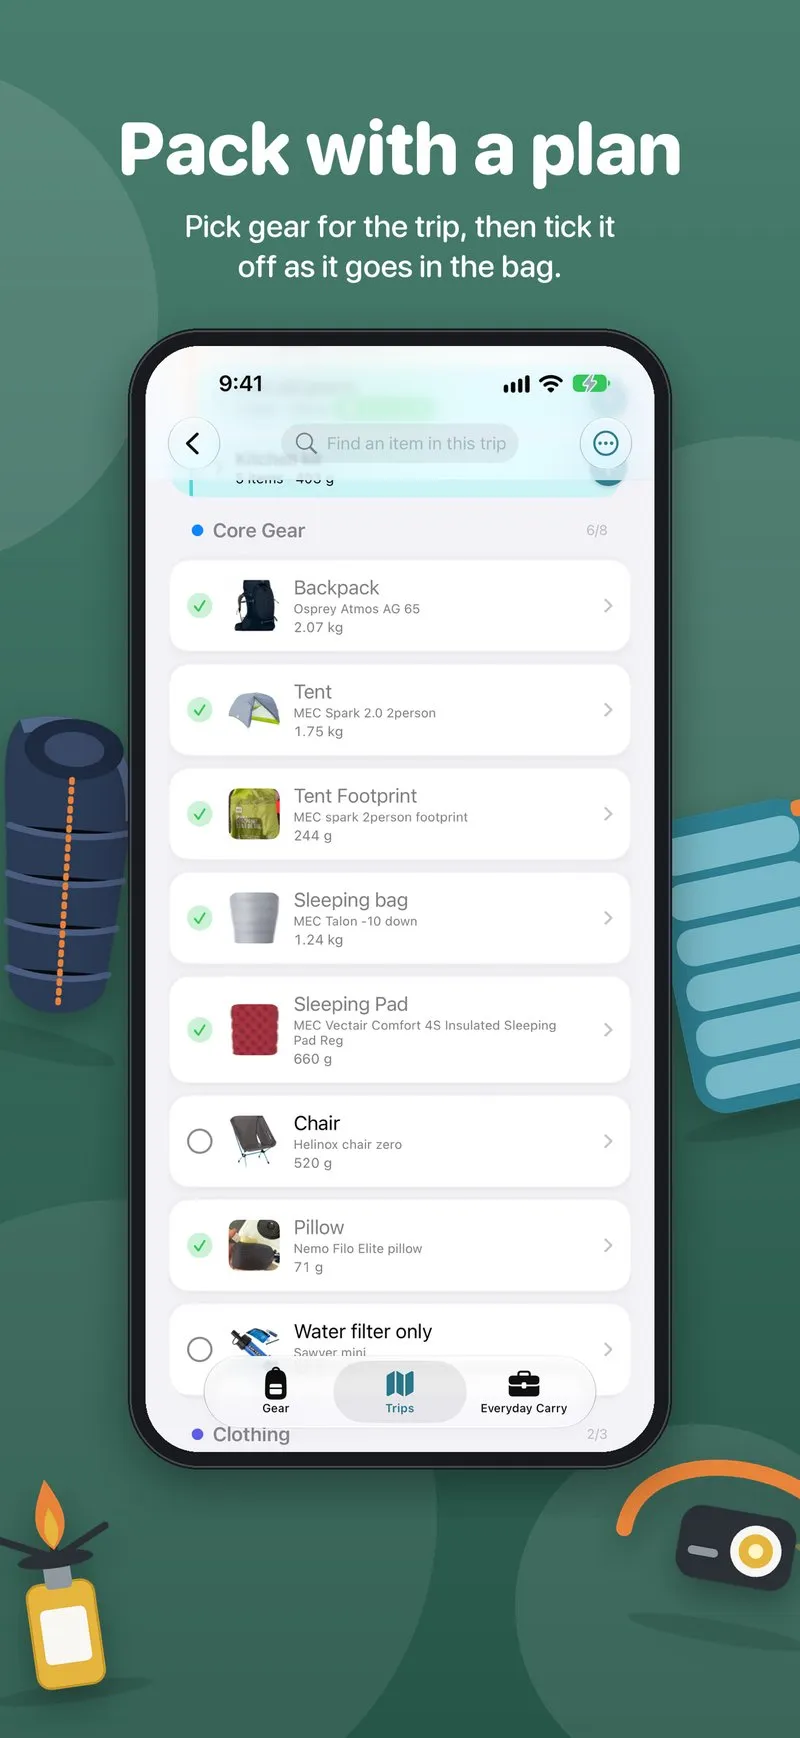 Pack with a plan
Pick gear for the trip, then tick it
off as it goes in the bag.
9:41
Find an item in this trip
5 items · 405 g
Core Gear
6/8
Backpack
Osprey Atmos AG 65
2.07 kg
Tent
MEC Spark 2.0 2person
1.75 kg
Tent Footprint
MEC spark 2person footprint
244 g
Sleeping bag
MEC Talon -10 down
1.24 kg
Sleeping Pad
MEC Vectair Comfort 4S Insulated Sleeping
Pad Reg
660 g
Chair
Helinox chair zero
520 g
Pillow
Nemo Filo Elite pillow
71 g
Water filter only
Sawyer mini
Gear
Trips
Everyday Carry
Clothing
2/3